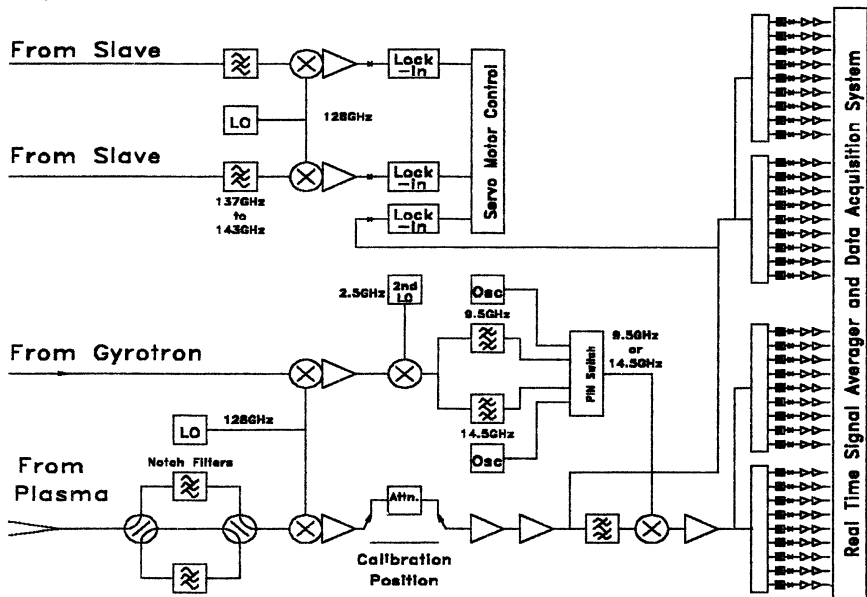 From Slave
Lock
-In
LO
128GHz
From Slave
Lock
-In
Lock
-In
137GHz
to
143GHz
Servo Motor Control
2.5GHz
2nd
LO
Osc
9.5GHz
9.5GHz
or
14.5GHz
PIN Switch
From Gyrotron
14.5GHz
Osc
LO
128GHz
From
Plasma
Notch Filters
Attn.
Calibration
Position
Real Time Signal Averager and Data Acquisition System